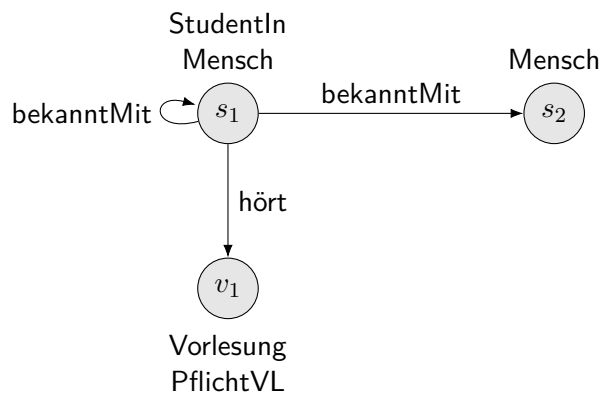 StudentIn
Mensch
Mensch
bekanntMit
bekanntMit
s₁
s₂
hört
v₁
Vorlesung
PflichtVL